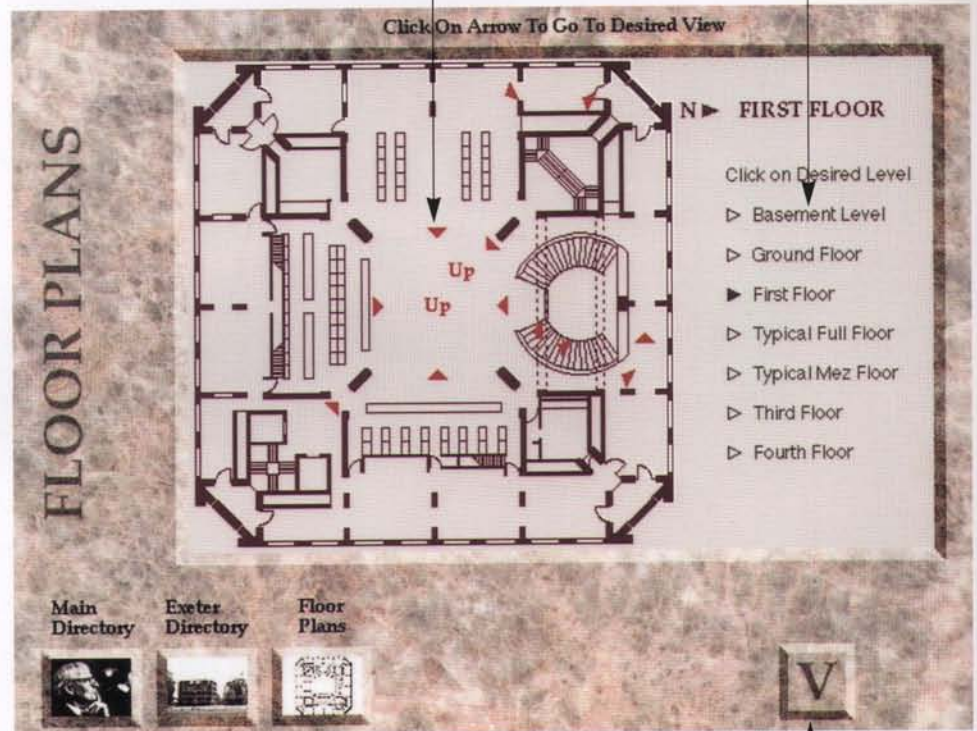 Click On Arrow To Go To Desired View
FLOOR PLANS
N
FIRST FLOOR
Click on Desired Level
Basement Level
Ground Floor
First Floor
Typical Full Floor
Typical Mez Floor
Third Floor
Fourth Floor
Up
Up
Main
Directory
Exeter
Directory
Floor
Plans
V